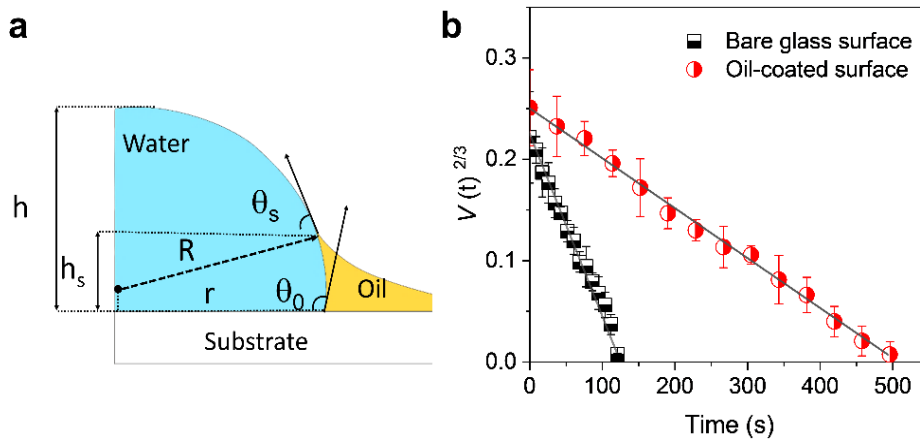 a
Water
h
θs
hs
R
r
θ0
Oil
Substrate
b
Bare glass surface
Oil-coated surface
V (t) 2/3
0.3
0.2
0.1
0.0
0 100 200 300 400 500
Time (s)